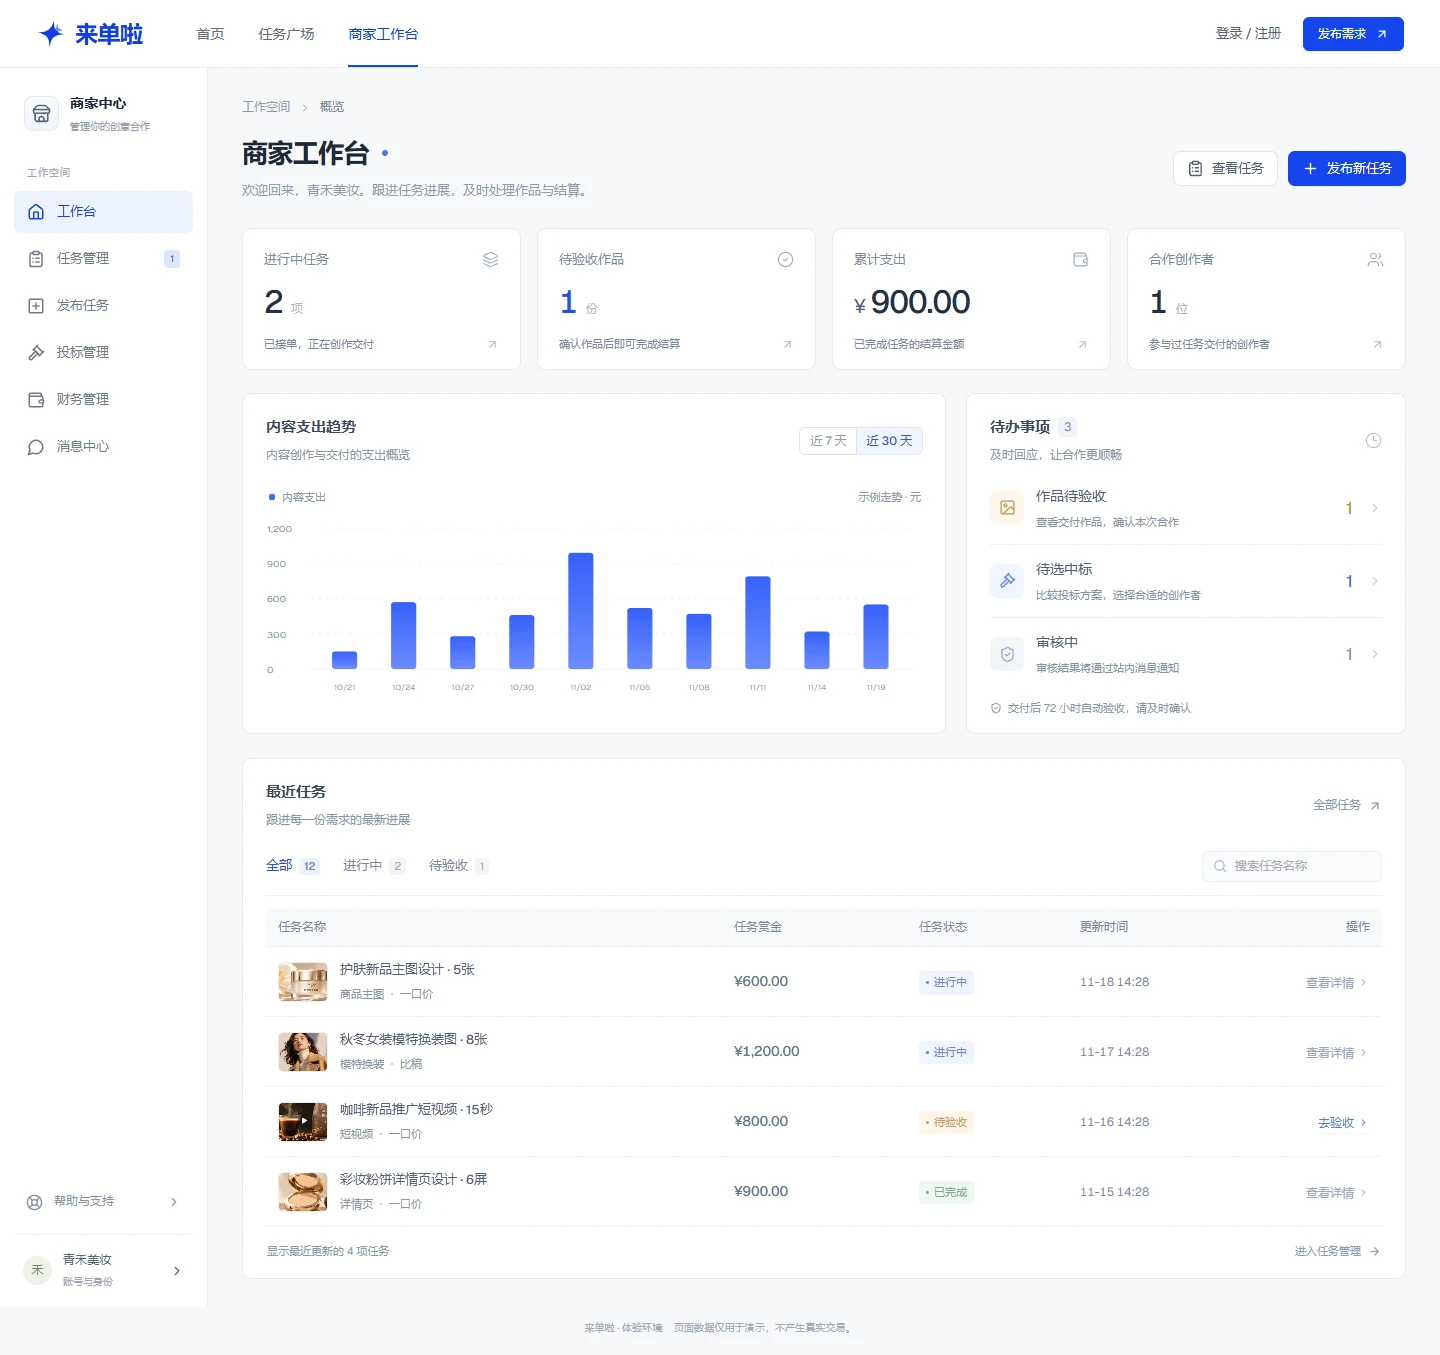 来单啦
首页 任务广场 商家工作台
登录 / 注册 发布需求
商家中心
管理你的创意合作
工作空间
工作台
任务管理 1
发布任务
投标管理
财务管理
消息中心
帮助与支持
禾 青禾美妆
账号与身份
工作空间 > 概览
商家工作台
欢迎回来，青禾美妆。跟进任务进展，及时处理作品与结算。
查看任务 + 发布新任务
进行中任务
2 项
已接单，正在创作交付
待验收作品
1 份
确认作品后即可完成结算
累计支出
¥ 900.00
已完成任务的结算金额
合作创作者
1 位
参与过任务交付的创作者
内容支出趋势
内容创作与交付的支出概览
近 7 天 近 30 天
内容支出 示例走势 · 元
1,200
900
600
300
0
10/21 10/24 10/27 10/30 11/02 11/05 11/08 11/11 11/14 11/19
待办事项 3
及时回应，让合作更顺畅
作品待验收 1
查看交付作品，确认本次合作
待选中标 1
比较投标方案，选择合适的创作者
审核中 1
审核结果将通过站内消息通知
交付后 72 小时自动验收，请及时确认
最近任务
跟进每一份需求的最新进展
全部任务
全部 12 进行中 2 待验收 1
搜索任务名称
任务名称 任务赏金 任务状态 更新时间 操作
护肤新品主图设计 · 5张
商品主图 · 一口价
¥600.00 进行中 11-18 14:28 查看详情
秋冬女装模特换装图 · 8张
模特换装 · 比稿
¥1,200.00 进行中 11-17 14:28 查看详情
咖啡新品推广短视频 · 15秒
短视频 · 一口价
¥800.00 待验收 11-16 14:28 去验收
彩妆粉饼详情页设计 · 6屏
详情页 · 一口价
¥900.00 已完成 11-15 14:28 查看详情
显示最近更新的 4 项任务 进入任务管理
来单啦 · 体验环境 页面数据仅用于演示，不产生真实交易。